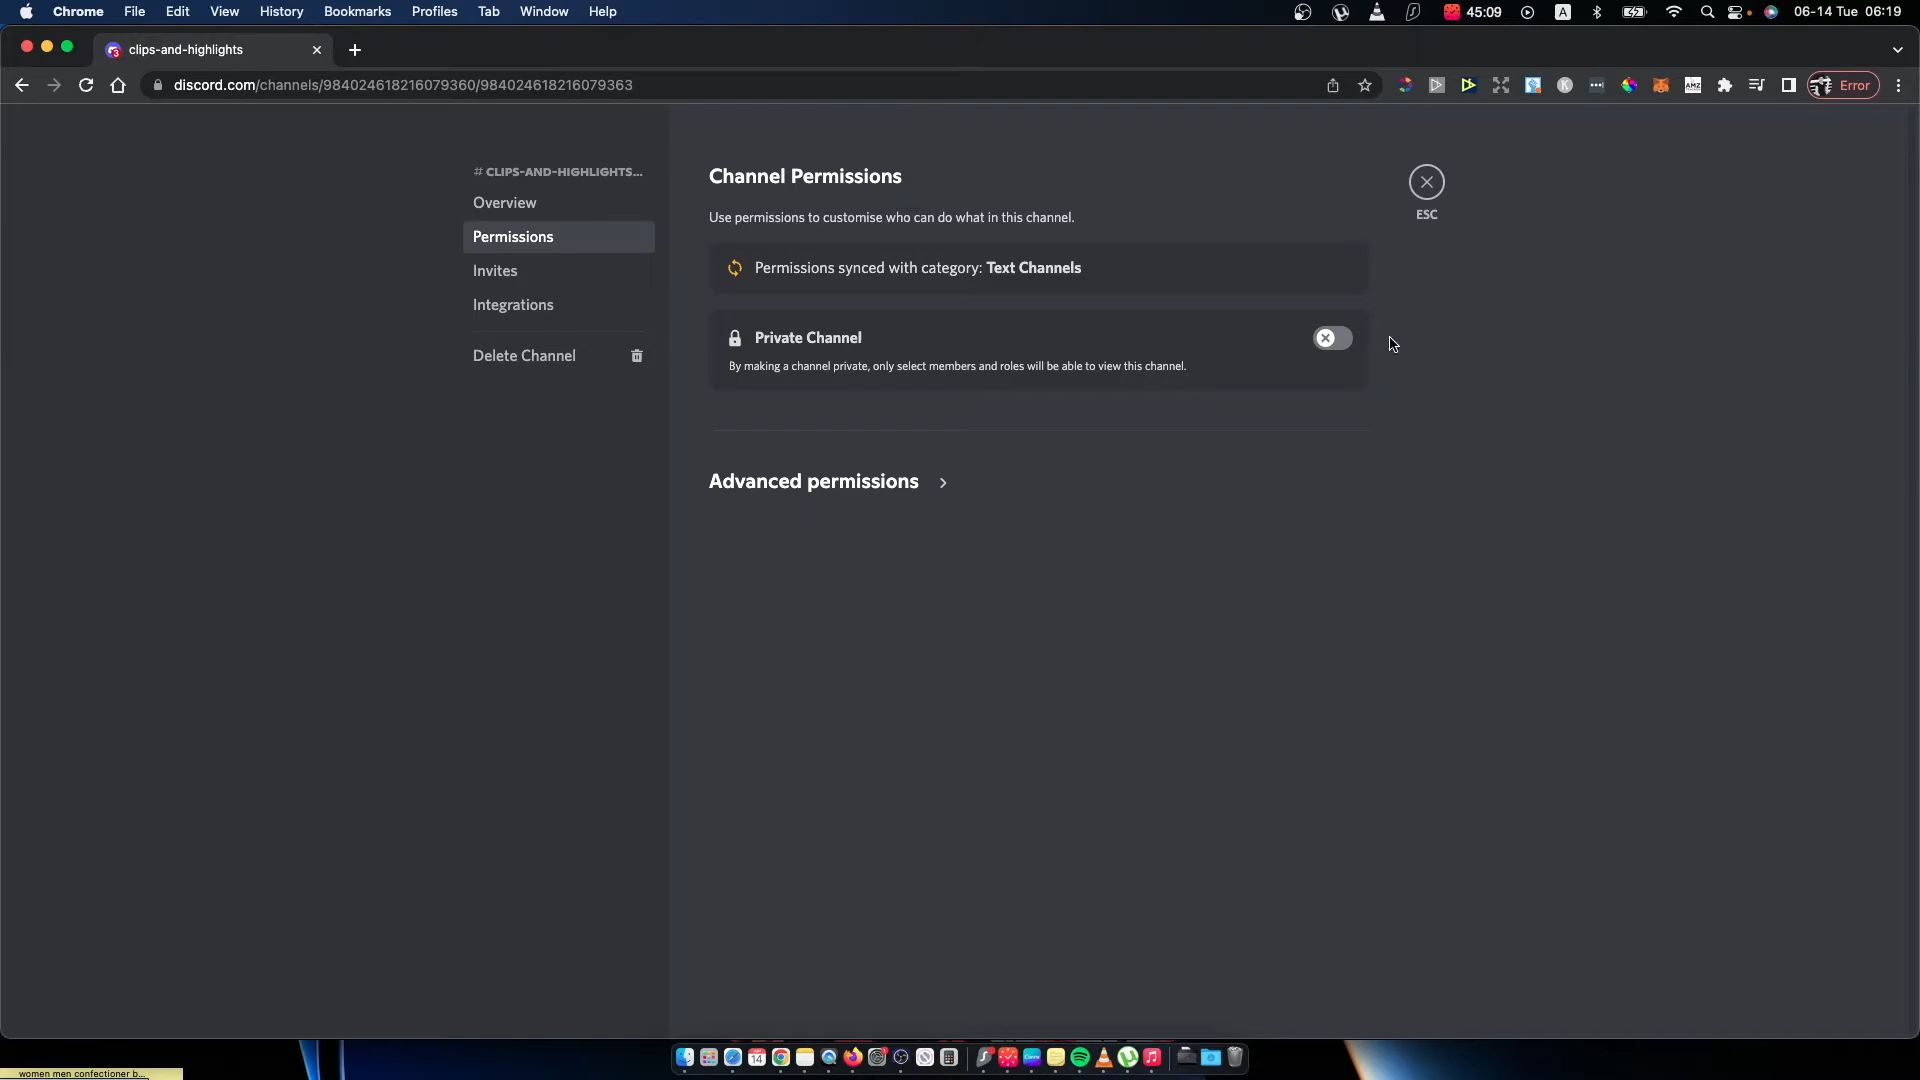 Chrome File Edit View History Bookmarks Profiles Tab Window Help 45:09 A 06-14 Tue 06:19
clips-and-highlights
discord.com/channels/984024618216079360/984024618216079363 K AMZ Error
# CLIPS-AND-HIGHLIGHTS...
Overview
Permissions
Invites
Integrations
Delete Channel
Channel Permissions
Use permissions to customise who can do what in this channel.
Permissions synced with category: Text Channels
Private Channel
By making a channel private, only select members and roles will be able to view this channel.
Advanced permissions
ESC
14
women men confectioner b...